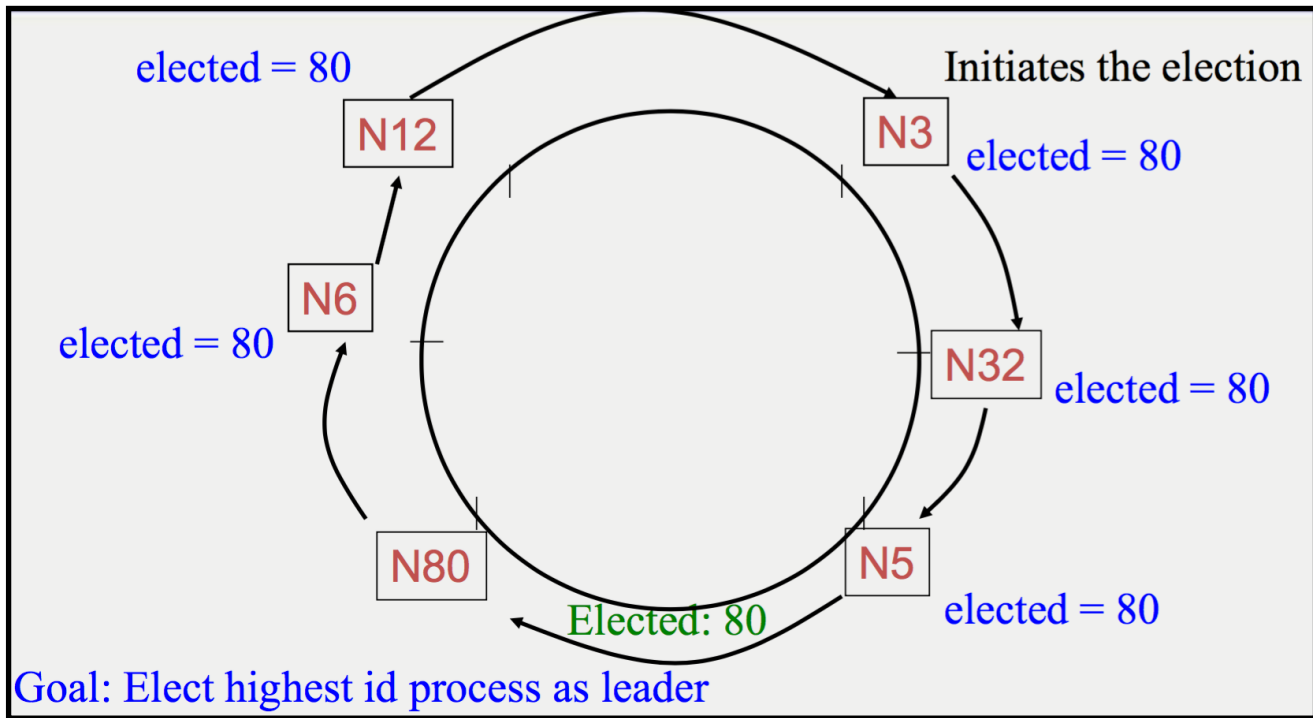 elected = 80
Initiates the election
N12
N3
elected = 80
N6
elected = 80
N32
elected = 80
N80
N5
Elected: 80
elected = 80
Goal: Elect highest id process as leader